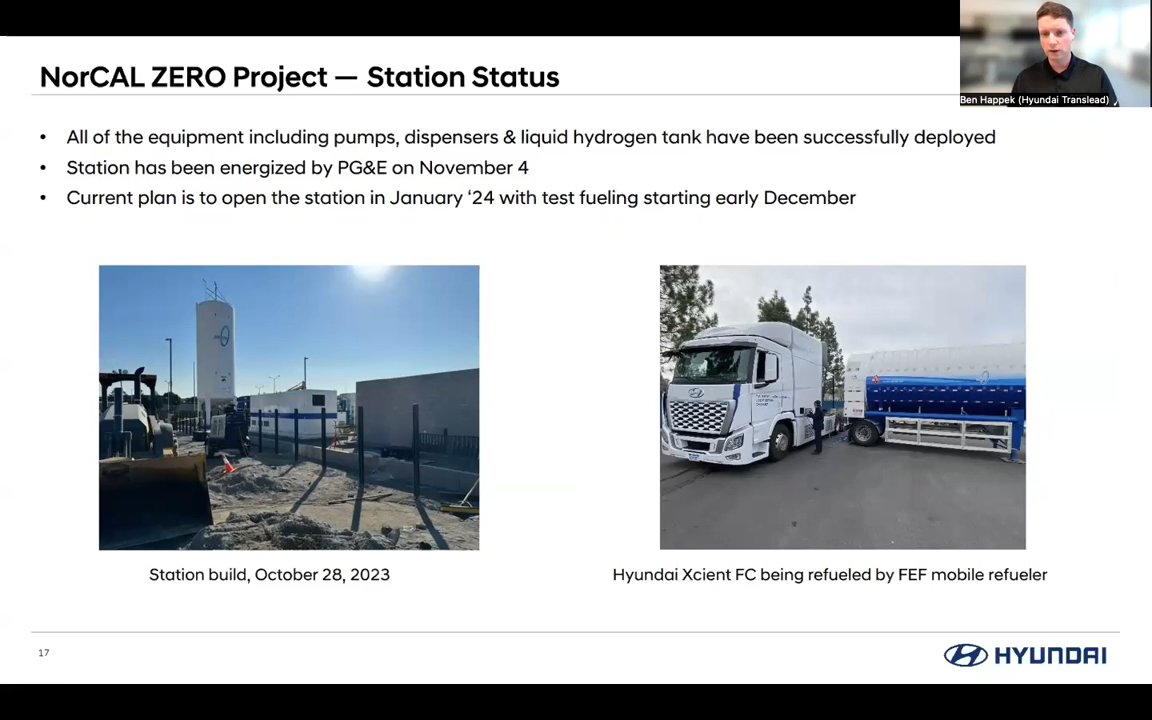 NorCAL ZERO Project — Station Status
Ben Happek (Hyundai Translead)
• All of the equipment including pumps, dispensers & liquid hydrogen tank have been successfully deployed
• Station has been energized by PG&E on November 4
• Current plan is to open the station in January ‘24 with test fueling starting early December
Station build, October 28, 2023
Hyundai Xcient FC being refueled by FEF mobile refueler
17
HYUNDAI